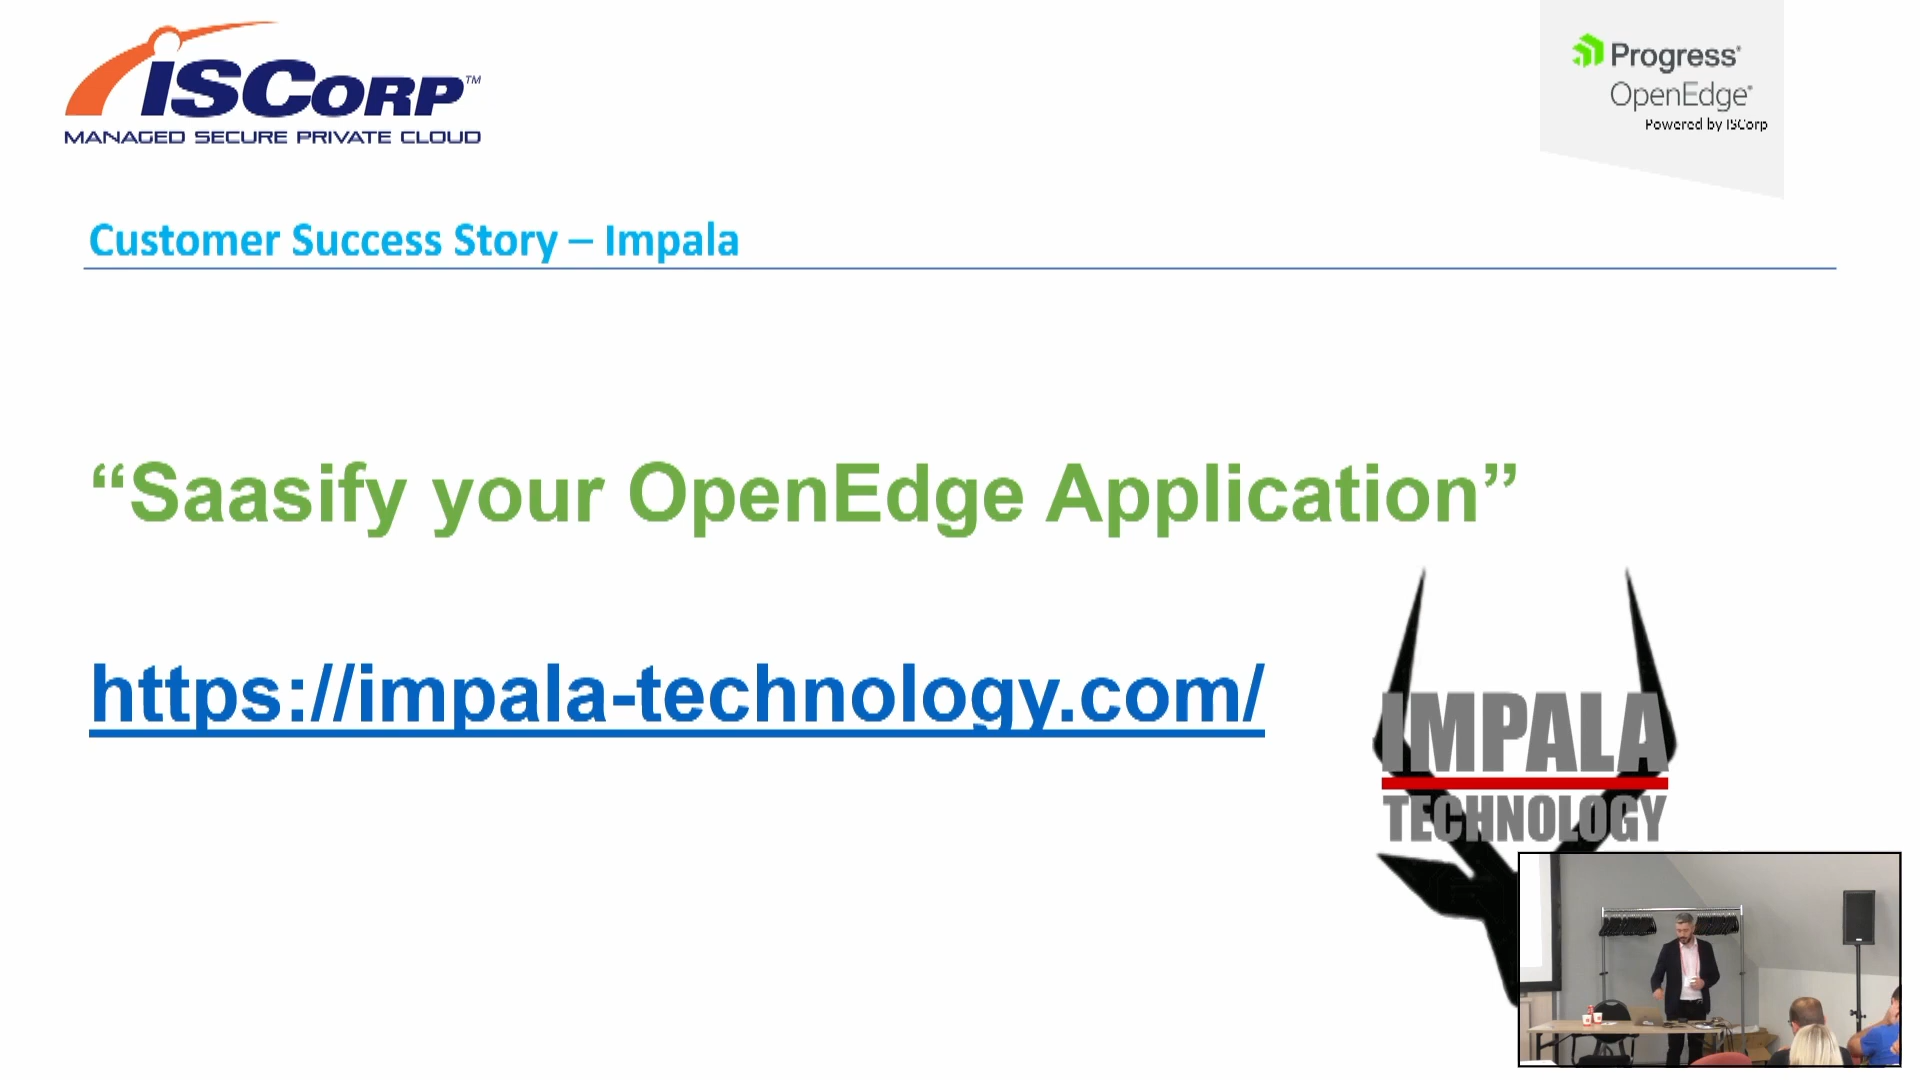 ISCORP™
MANAGED SECURE PRIVATE CLOUD
Progress®
OpenEdge®
Powered by ISCorp
Customer Success Story – Impala
“Saasify your OpenEdge Application”
https://impala-technology.com/
IMPALA
TECHNOLOGY